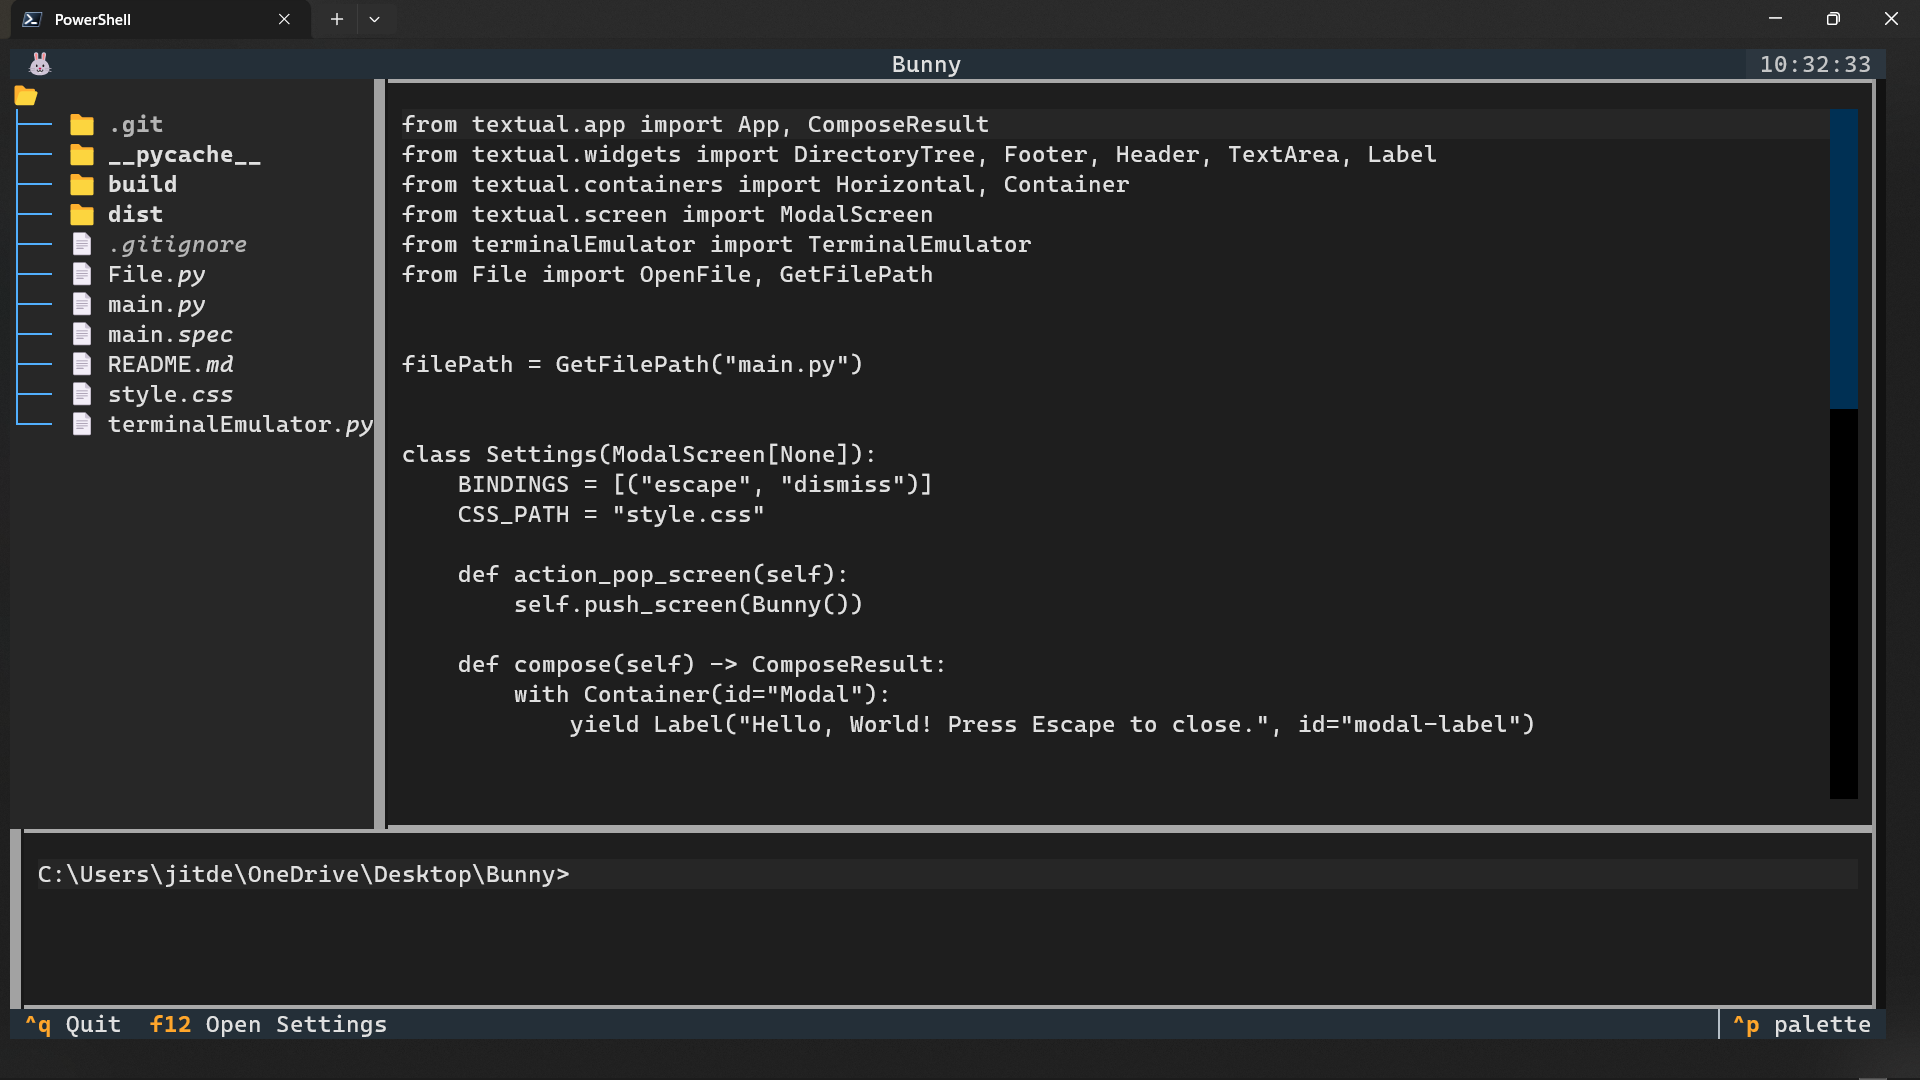 PowerShell
Bunny
10:32:33
.git
__pycache__
build
dist
.gitignore
File.py
main.py
main.spec
README.md
style.css
terminalEmulator.py
from textual.app import App, ComposeResult
from textual.widgets import DirectoryTree, Footer, Header, TextArea, Label
from textual.containers import Horizontal, Container
from textual.screen import ModalScreen
from terminalEmulator import TerminalEmulator
from File import OpenFile, GetFilePath
filePath = GetFilePath("main.py")
class Settings(ModalScreen[None]):
    BINDINGS = [("escape", "dismiss")]
    CSS_PATH = "style.css"
    def action_pop_screen(self):
        self.push_screen(Bunny())
    def compose(self) -> ComposeResult:
        with Container(id="Modal"):
            yield Label("Hello, World! Press Escape to close.", id="modal-label")
C:\Users\jitde\OneDrive\Desktop\Bunny>
^q Quit  f12 Open Settings
^p palette